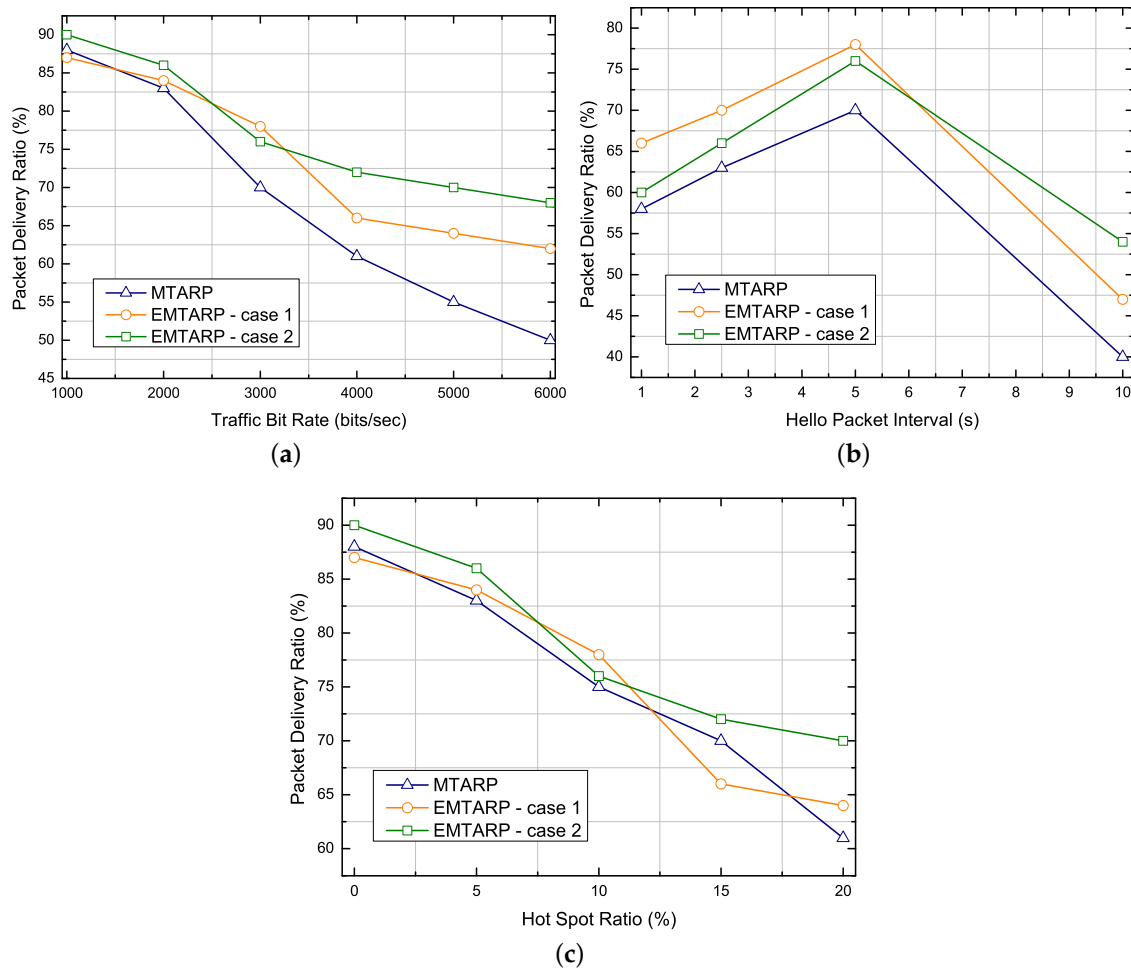 90
85
80
75
70
65
60
55
50
45
Packet Delivery Ratio (%)
MTARP
EMTARP - case 1
EMTARP - case 2
1000 2000 3000 4000 5000 6000
Traffic Bit Rate (bits/sec)
(a)
80
75
70
65
60
55
50
45
40
Packet Delivery Ratio (%)
MTARP
EMTARP - case 1
EMTARP - case 2
1 2 3 4 5 6 7 8 9 10
Hello Packet Interval (s)
(b)
90
85
80
75
70
65
60
Packet Delivery Ratio (%)
MTARP
EMTARP - case 1
EMTARP - case 2
0 5 10 15 20
Hot Spot Ratio (%)
(c)